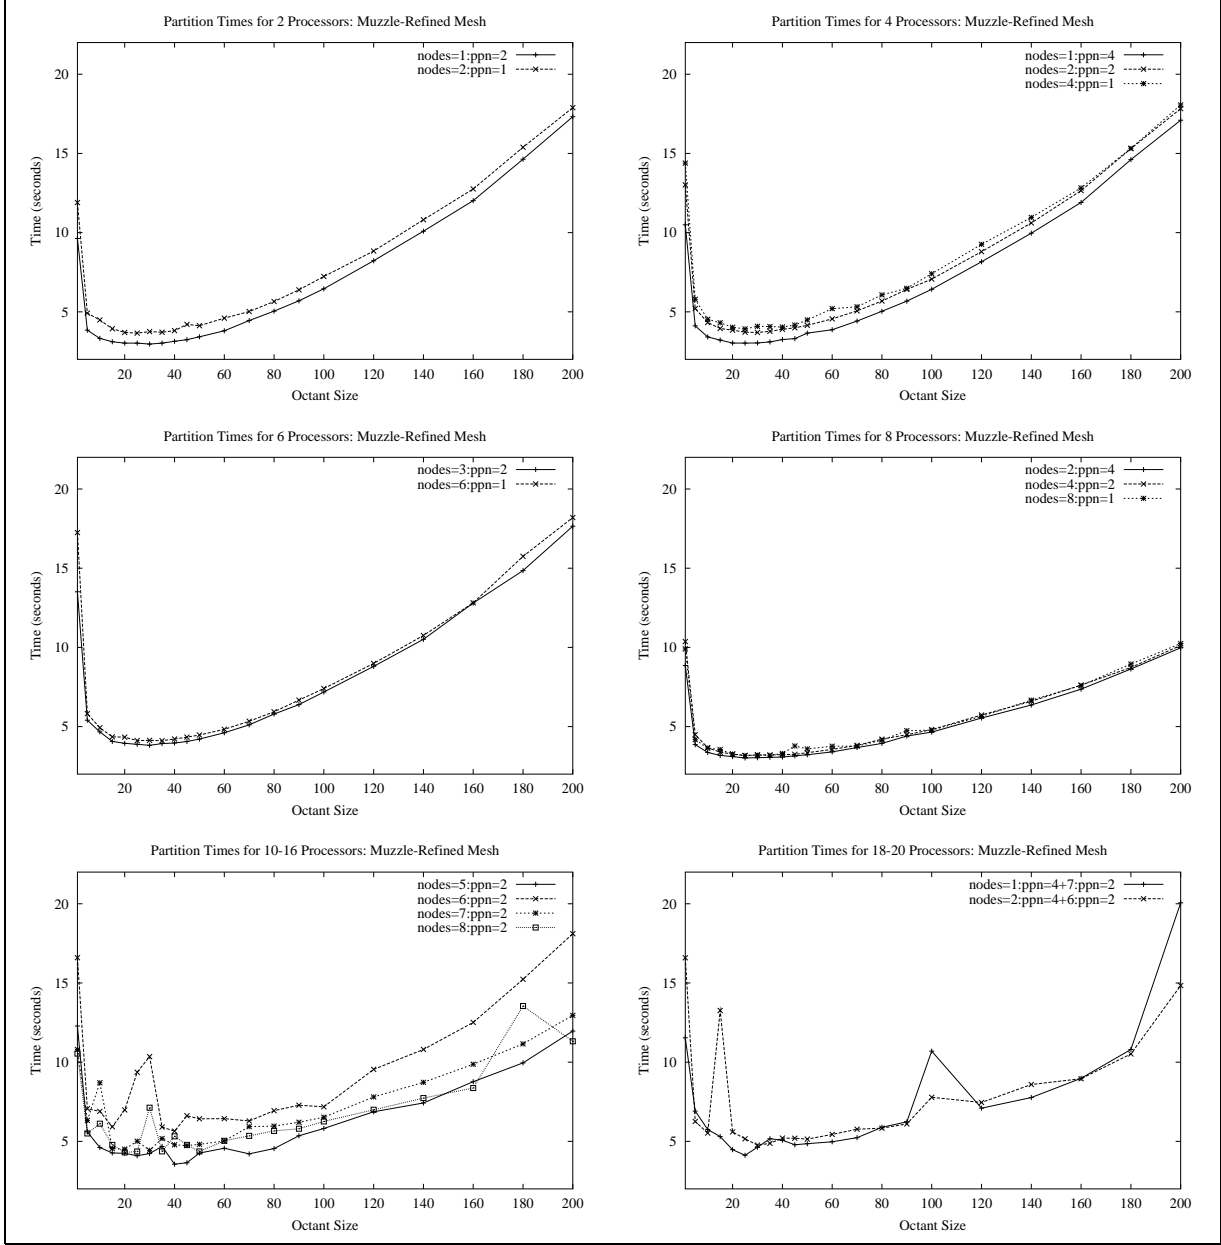 Partition Times for 2 Processors: Muzzle-Refined Mesh
nodes=1:ppn=2
nodes=2:ppn=1
20
15
10
5
Time (seconds)
20 40 60 80 100 120 140 160 180 200
Octant Size
Partition Times for 4 Processors: Muzzle-Refined Mesh
nodes=1:ppn=4
nodes=2:ppn=2
nodes=4:ppn=1
20
15
10
5
Time (seconds)
20 40 60 80 100 120 140 160 180 200
Octant Size
Partition Times for 6 Processors: Muzzle-Refined Mesh
nodes=3:ppn=2
nodes=6:ppn=1
20
15
10
5
Time (seconds)
20 40 60 80 100 120 140 160 180 200
Octant Size
Partition Times for 8 Processors: Muzzle-Refined Mesh
nodes=2:ppn=4
nodes=4:ppn=2
nodes=8:ppn=1
20
15
10
5
Time (seconds)
20 40 60 80 100 120 140 160 180 200
Octant Size
Partition Times for 10-16 Processors: Muzzle-Refined Mesh
nodes=5:ppn=2
nodes=6:ppn=2
nodes=7:ppn=2
nodes=8:ppn=2
20
15
10
5
Time (seconds)
20 40 60 80 100 120 140 160 180 200
Octant Size
Partition Times for 18-20 Processors: Muzzle-Refined Mesh
nodes=1:ppn=4+7:ppn=2
nodes=2:ppn=4+6:ppn=2
20
15
10
5
Time (seconds)
20 40 60 80 100 120 140 160 180 200
Octant Size